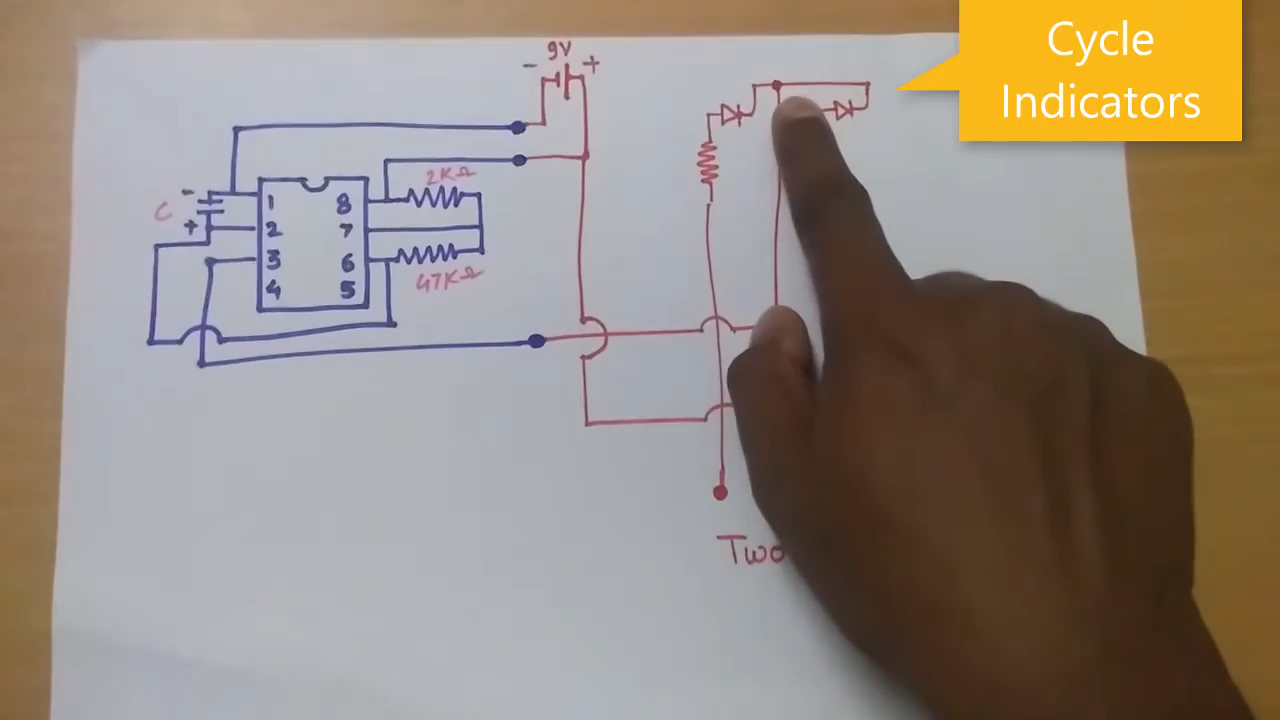 Cycle
Indicators
9V
- +
2KΩ
C
-
+
1 8
2 7
3 6
4 5
47KΩ
Two